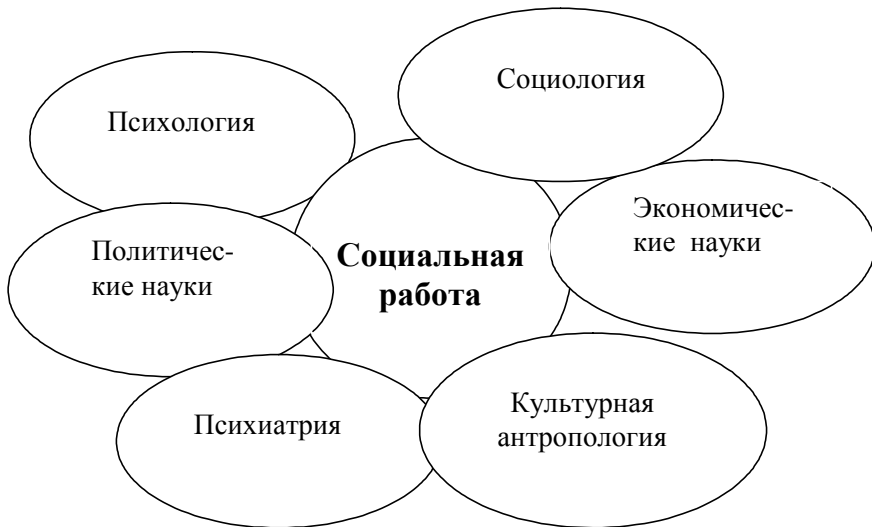 Социология
Психология
Экономичес-
кие науки
Политичес-
кие науки
Социальная
работа
Психиатрия
Культурная
антропология